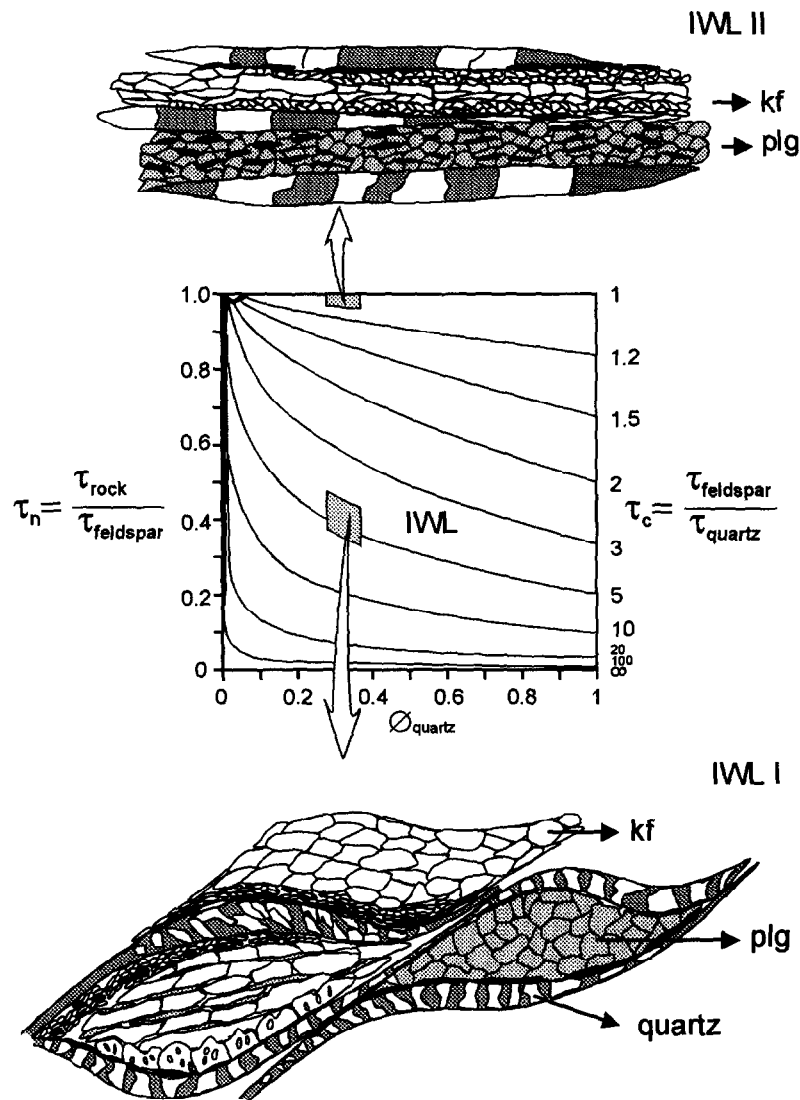 IWL II
kf
plg
1.0
0.8
0.6
0.4
0.2
0
τn= τrock / τfeldspar
IWL
1
1.2
1.5
2
3
5
10
20
100
∞
τc= τfeldspar / τquartz
0 0.2 0.4 0.6 0.8 1
∅quartz
IWL I
kf
plg
quartz